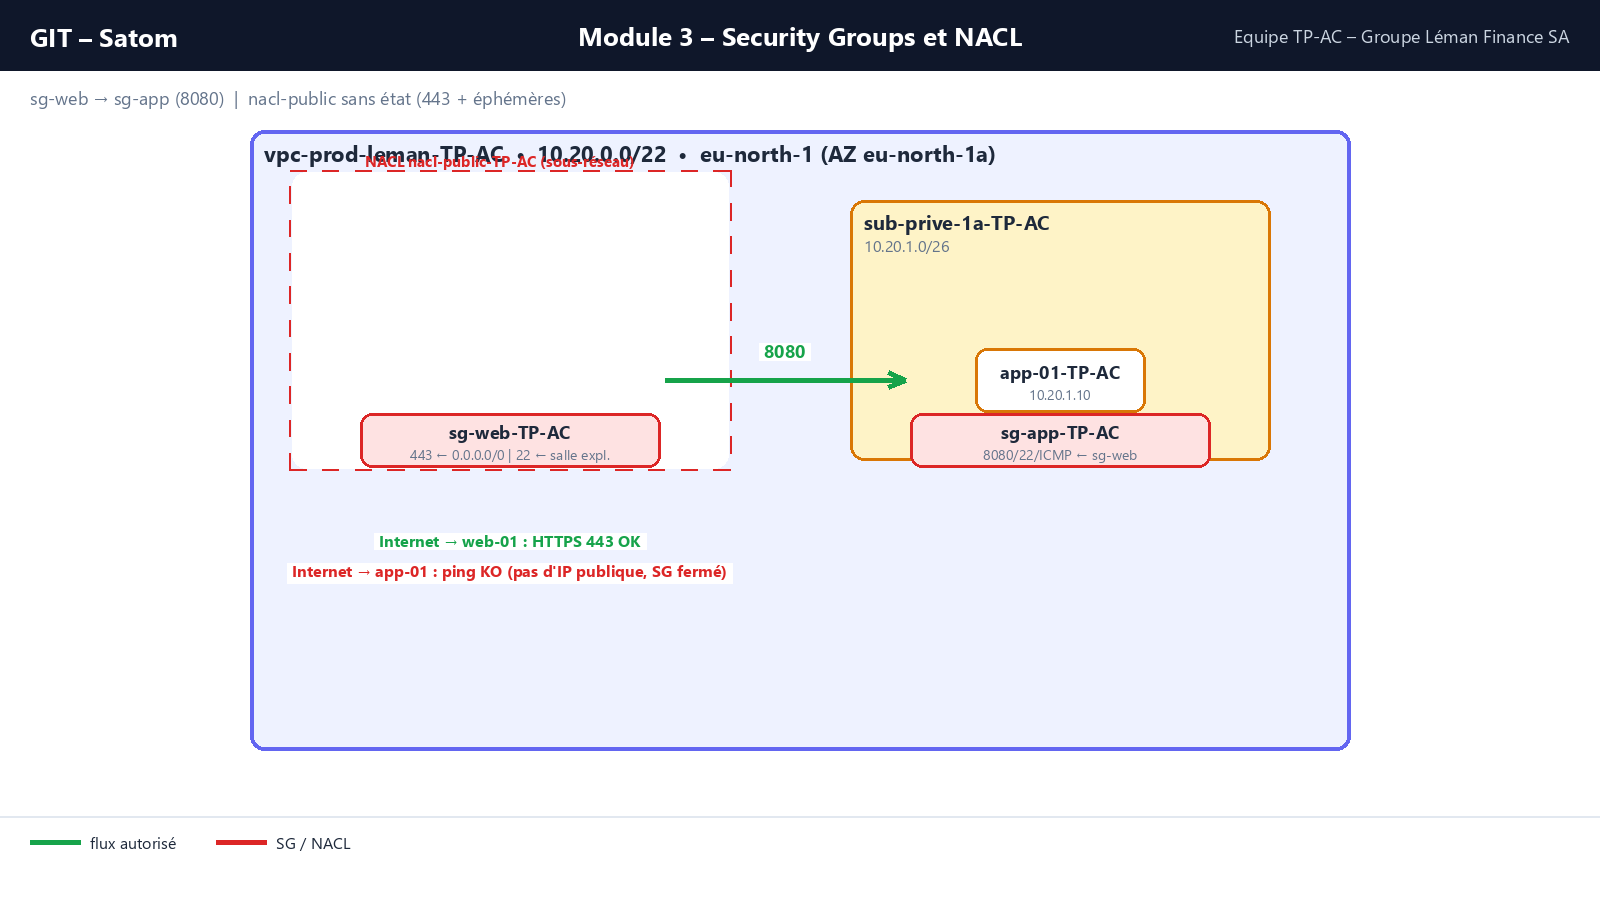 GIT – Satom
Module 3 – Security Groups et NACL
Equipe TP-AC – Groupe Léman Finance SA
sg-web → sg-app (8080) | nacl-public sans état (443 + éphémères)
vpc-prod-leman-TP-AC • 10.20.0.0/22 • eu-north-1 (AZ eu-north-1a)
NACL nacl-public-TP-AC (sous-réseau)
sub-prive-1a-TP-AC
10.20.1.0/26
8080
app-01-TP-AC
10.20.1.10
sg-web-TP-AC
443 ← 0.0.0.0/0 | 22 ← salle expl.
sg-app-TP-AC
8080/22/ICMP ← sg-web
Internet → web-01 : HTTPS 443 OK
Internet → app-01 : ping KO (pas d'IP publique, SG fermé)
flux autorisé
SG / NACL